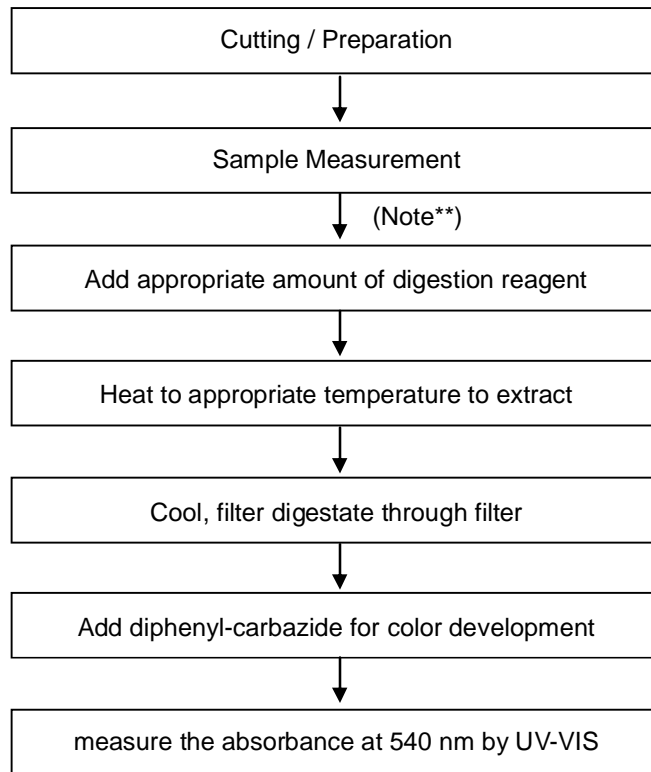 Cutting / Preparation
Sample Measurement
(Note**)
Add appropriate amount of digestion reagent
Heat to appropriate temperature to extract
Cool, filter digestate through filter
Add diphenyl-carbazide for color development
measure the absorbance at 540 nm by UV-VIS